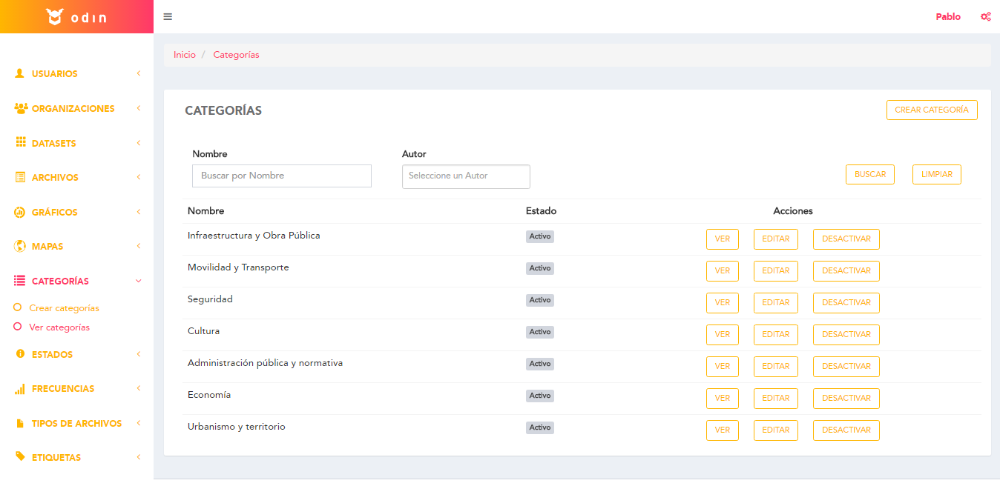 odin
Pablo
Inicio / Categorías
USUARIOS
ORGANIZACIONES
DATASETS
ARCHIVOS
GRÁFICOS
MAPAS
CATEGORÍAS
Crear categorías
Ver categorías
ESTADOS
FRECUENCIAS
TIPOS DE ARCHIVOS
ETIQUETAS
CATEGORÍAS
CREAR CATEGORÍA
Nombre Autor
Buscar por Nombre Seleccione un Autor BUSCAR LIMPIAR
Nombre Estado Acciones
Infraestructura y Obra Pública Activo VER EDITAR DESACTIVAR
Movilidad y Transporte Activo VER EDITAR DESACTIVAR
Seguridad Activo VER EDITAR DESACTIVAR
Cultura Activo VER EDITAR DESACTIVAR
Administración pública y normativa Activo VER EDITAR DESACTIVAR
Economía Activo VER EDITAR DESACTIVAR
Urbanismo y territorio Activo VER EDITAR DESACTIVAR